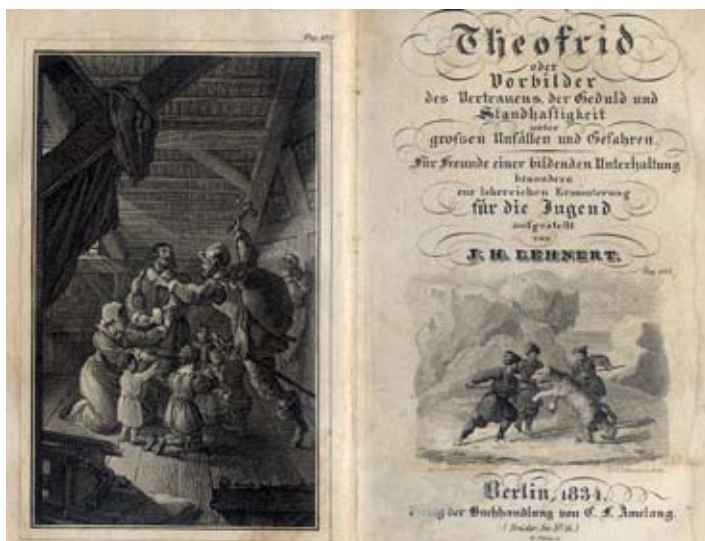 Theofrid
oder
Vorbilder
des Vertrauens, der Geduld und
Standhaftigkeit
unter
großen Unfällen und Gefahren.
Für Freunde einer bildenden Unterhaltung
besonders
zur lehrreichen Ermunterung
für die Jugend
aufgestellt
von
J. H. LEHNERT.
Berlin, 1834.
der Buchhandlung von C. F. Amelang.